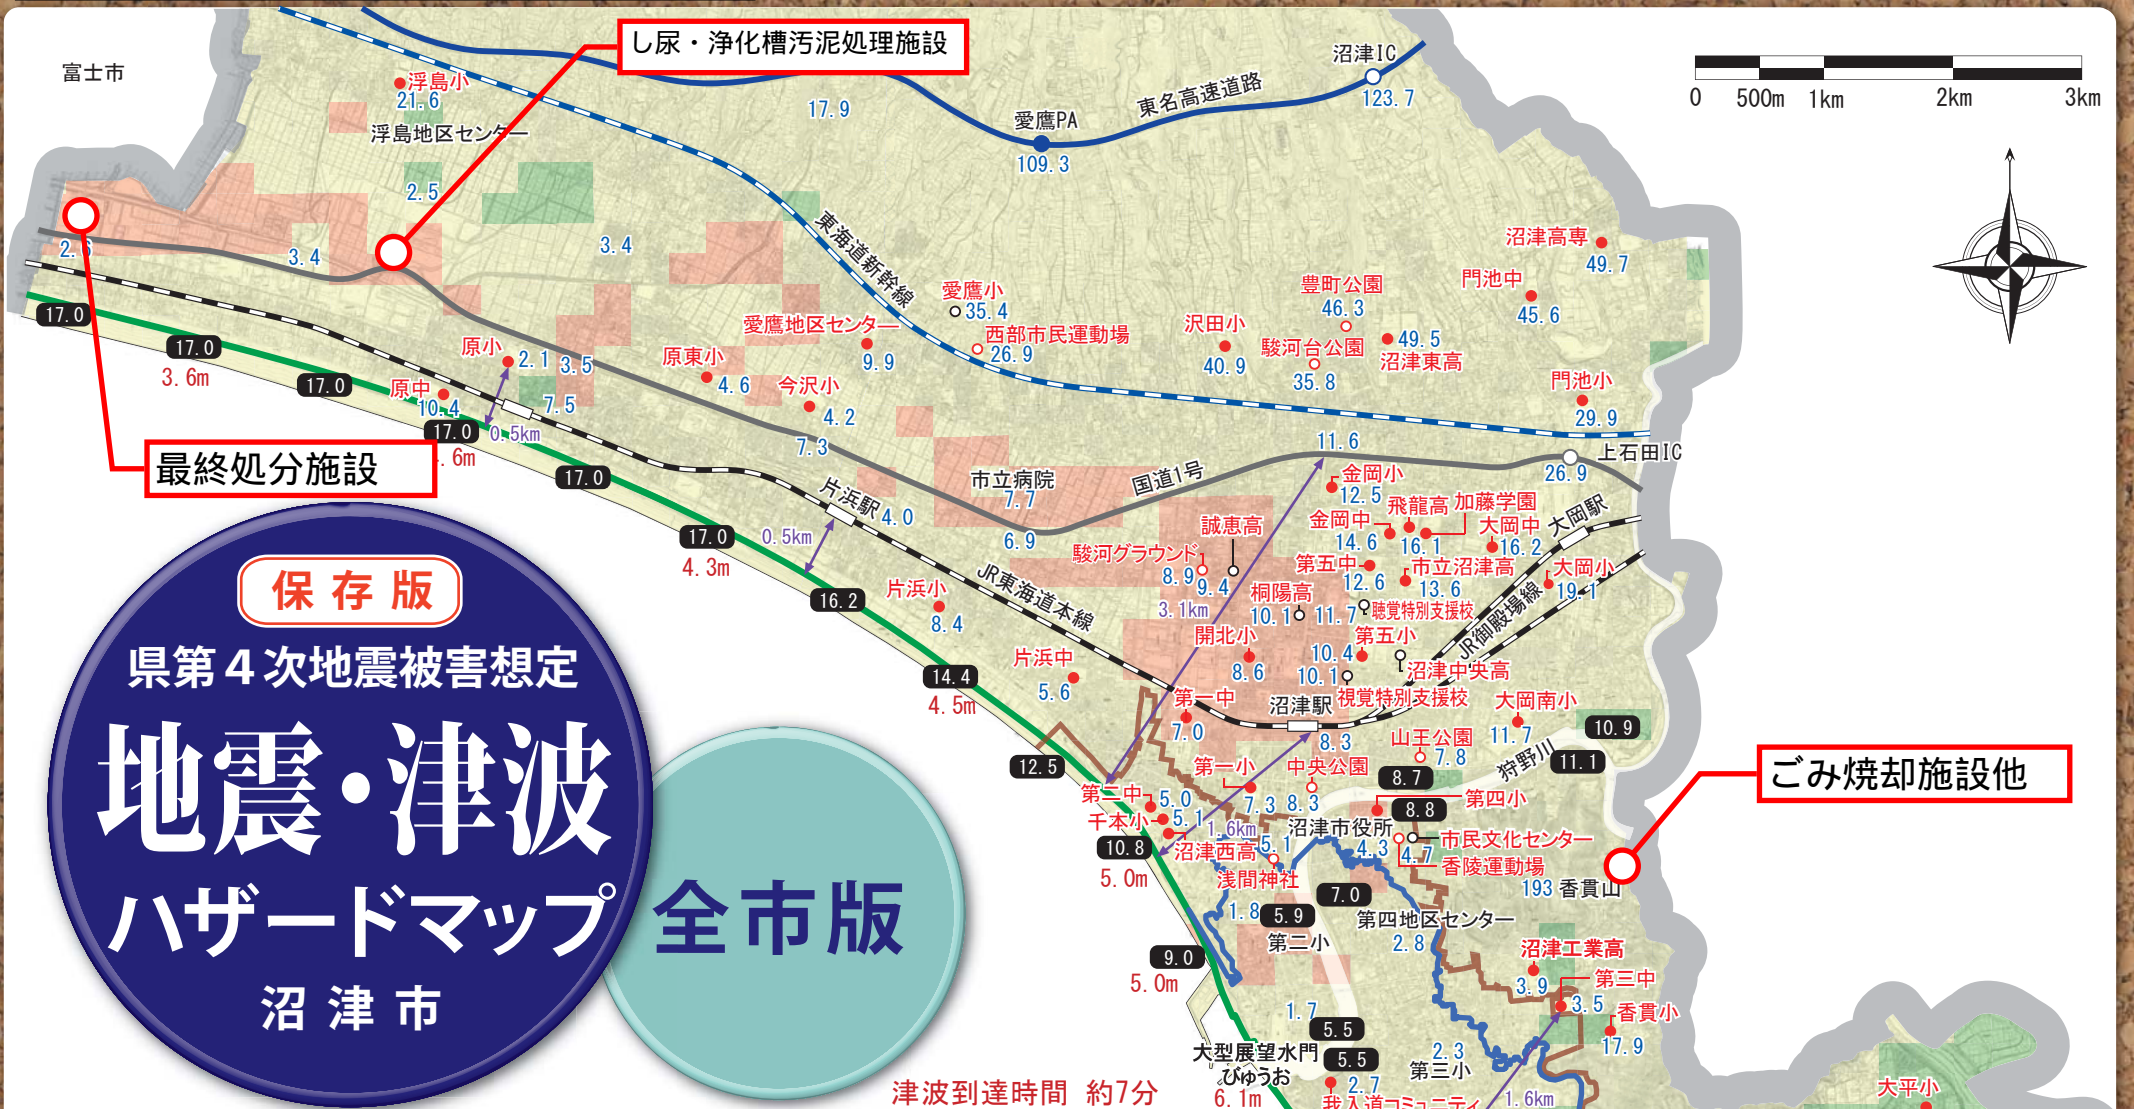 富士市
し尿・浄化槽汚泥処理施設
沼津IC
123.7
0 500m 1km 2km 3km
浮島小
21.6
浮島地区センター
17.9
愛鷹PA
109.3
東名高速道路
2.5
3.4
3.4
東海道新幹線
沼津高専
49.7
門池中
45.6
豊町公園
46.3
愛鷹小
35.4
西部市民運動場
26.9
沢田小
40.9
駿河台公園
35.8
49.5
沼津東高
門池小
29.9
愛鷹地区センター
9.9
17.0
17.0
3.6m
17.0
原小
2.1
3.5
原東小
4.6
今沢小
4.2
原中
10.4
7.5
17.0
0.5km
7.3
11.6
上石田IC
26.9
最終処分施設
17.0
市立病院
7.7
国道1号
金岡小
12.5
片浜駅
4.0
6.9
0.5km
17.0
4.3m
誠恵高
9.4
駿河グラウンド
8.9
3.1km
金岡中
14.6
飛龍高
16.1
加藤学園
大岡中
16.2
大岡駅
第五中
12.6
市立沼津高
13.6
大岡小
19.1
桐陽高
10.1
11.7
聴覚特別支援校
JR御殿場線
JR東海道本線
16.2
片浜小
8.4
開北小
8.6
第五小
10.4
沼津中央高
10.1
視覚特別支援校
14.4
4.5m
片浜中
5.6
第一中
7.0
沼津駅
8.3
大岡南小
11.7
10.9
山王公園
7.8
狩野川
11.1
12.5
第一小
7.3
中央公園
8.3
8.7
8.8
第四小
ごみ焼却施設他
第二中
5.0
千本小
5.1
沼津西高
1.6km
5.1
浅間神社
沼津市役所
4.3
4.7
市民文化センター
香陵運動場
193 香貫山
10.8
5.0m
7.0
1.8
5.9
第二小
第四地区センター
2.8
9.0
5.0m
沼津工業高
3.9
第三中
3.5
香貫小
17.9
1.7
5.5
5.5
大型展望水門
びゅうお
6.1m
2.3
第三小
2.7
我入道コミュニティ
1.6km
大平小
津波到達時間 約7分
保存版
県第4次地震被害想定
地震・津波
ハザードマップ
沼津市
全市版